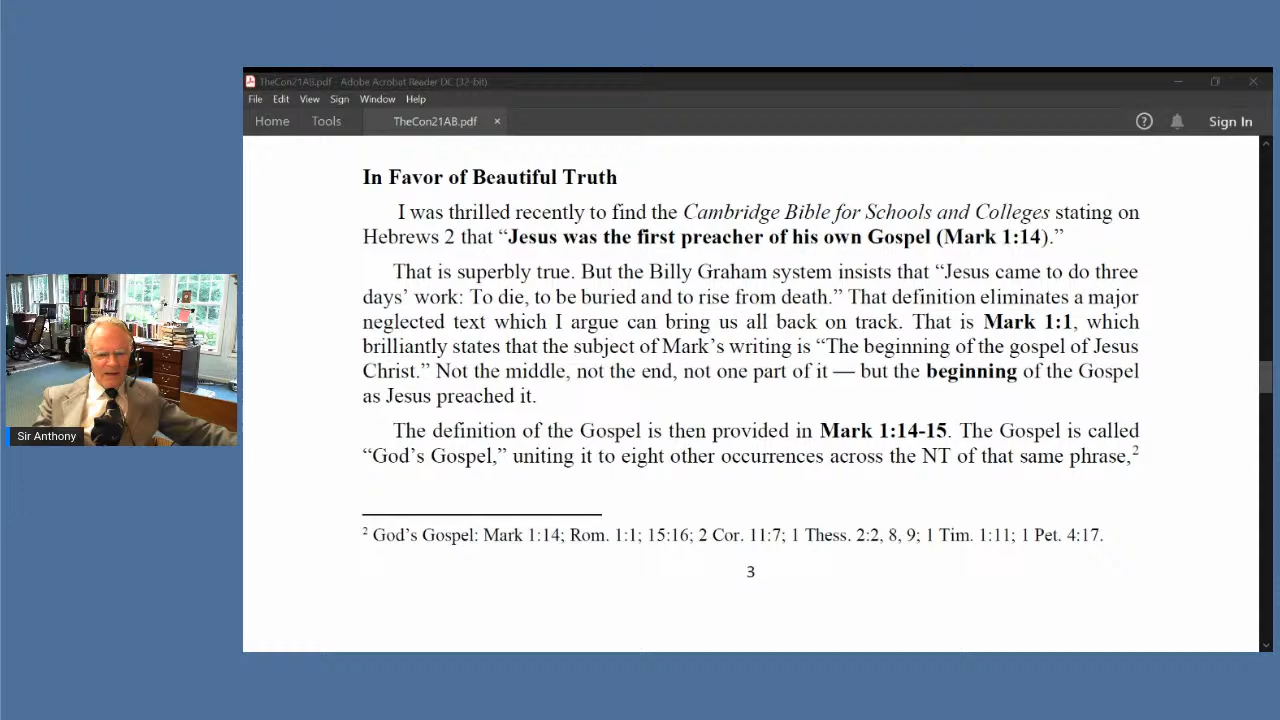 TheCon21AB.pdf - Adobe Acrobat Reader DC (32-bit)
File Edit View Sign Window Help
Home Tools TheCon21AB.pdf × Sign In
In Favor of Beautiful Truth
I was thrilled recently to find the Cambridge Bible for Schools and Colleges stating on
Hebrews 2 that “Jesus was the first preacher of his own Gospel (Mark 1:14).”
That is superbly true. But the Billy Graham system insists that “Jesus came to do three
days’ work: To die, to be buried and to rise from death.” That definition eliminates a major
neglected text which I argue can bring us all back on track. That is Mark 1:1, which
brilliantly states that the subject of Mark’s writing is “The beginning of the gospel of Jesus
Christ.” Not the middle, not the end, not one part of it — but the beginning of the Gospel
as Jesus preached it.
The definition of the Gospel is then provided in Mark 1:14-15. The Gospel is called
“God’s Gospel,” uniting it to eight other occurrences across the NT of that same phrase,2
2 God’s Gospel: Mark 1:14; Rom. 1:1; 15:16; 2 Cor. 11:7; 1 Thess. 2:2, 8, 9; 1 Tim. 1:11; 1 Pet. 4:17.
3
Sir Anthony